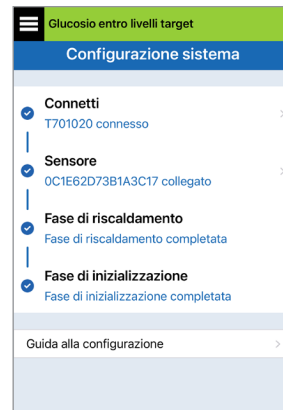 Glucosio entro livelli target
Configurazione sistema
Connetti
T701020 connesso
Sensore
0C1E62D73B1A3C17 collegato
Fase di riscaldamento
Fase di riscaldamento completata
Fase di inizializzazione
Fase di inizializzazione completata
Guida alla configurazione